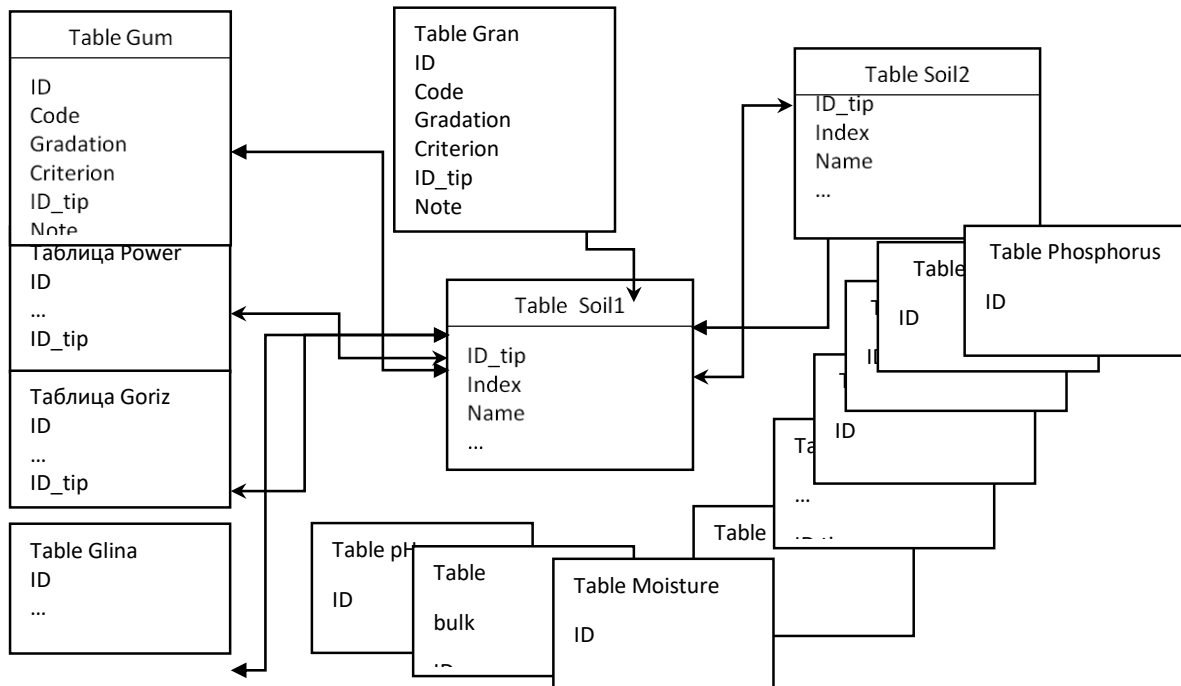 Table Gum
ID
Code
Gradation
Criterion
ID_tip
Note
Таблица Power
ID
...
ID_tip
Таблица Goriz
ID
...
ID_tip
Table Glina
ID
...
Table Gran
ID
Code
Gradation
Criterion
ID_tip
Note
Table Soil1
ID_tip
Index
Name
...
Table Soil2
ID_tip
Index
Name
...
Table Phosphorus
ID
Table
ID
ID
...
Table
Table pH
ID
Table
bulk
Table Moisture
ID